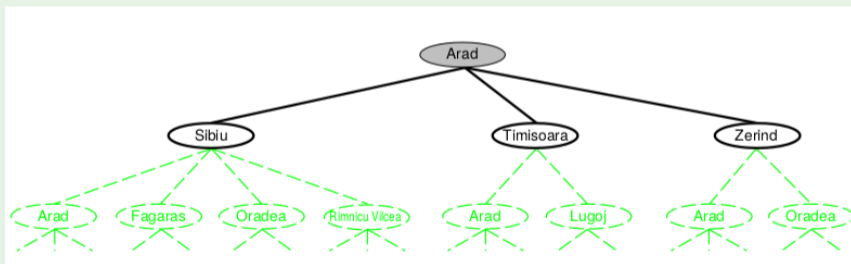 Arad
Sibiu Timisoara Zerind
Arad Fagaras Oradea Rimnicu Vilcea Arad Lugoj Arad Oradea